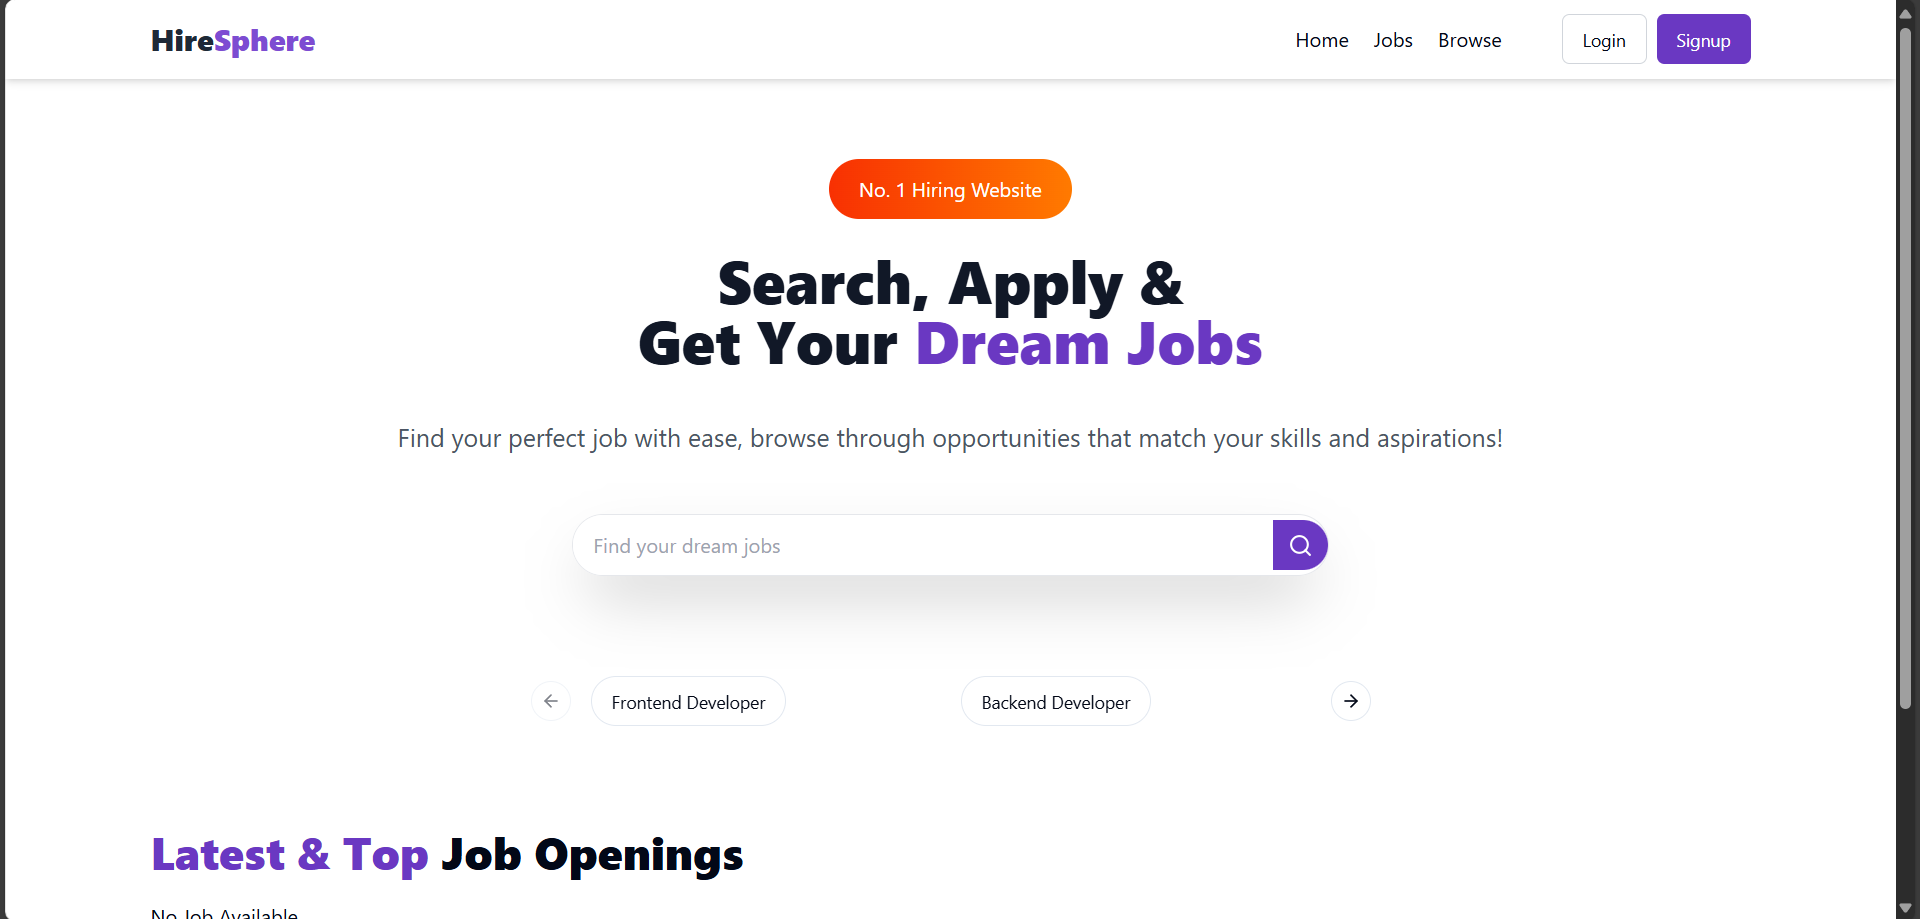 HireSphere
Home Jobs Browse Login Signup
No. 1 Hiring Website
Search, Apply &
Get Your Dream Jobs
Find your perfect job with ease, browse through opportunities that match your skills and aspirations!
Find your dream jobs
Frontend Developer Backend Developer
Latest & Top Job Openings
No Job Available